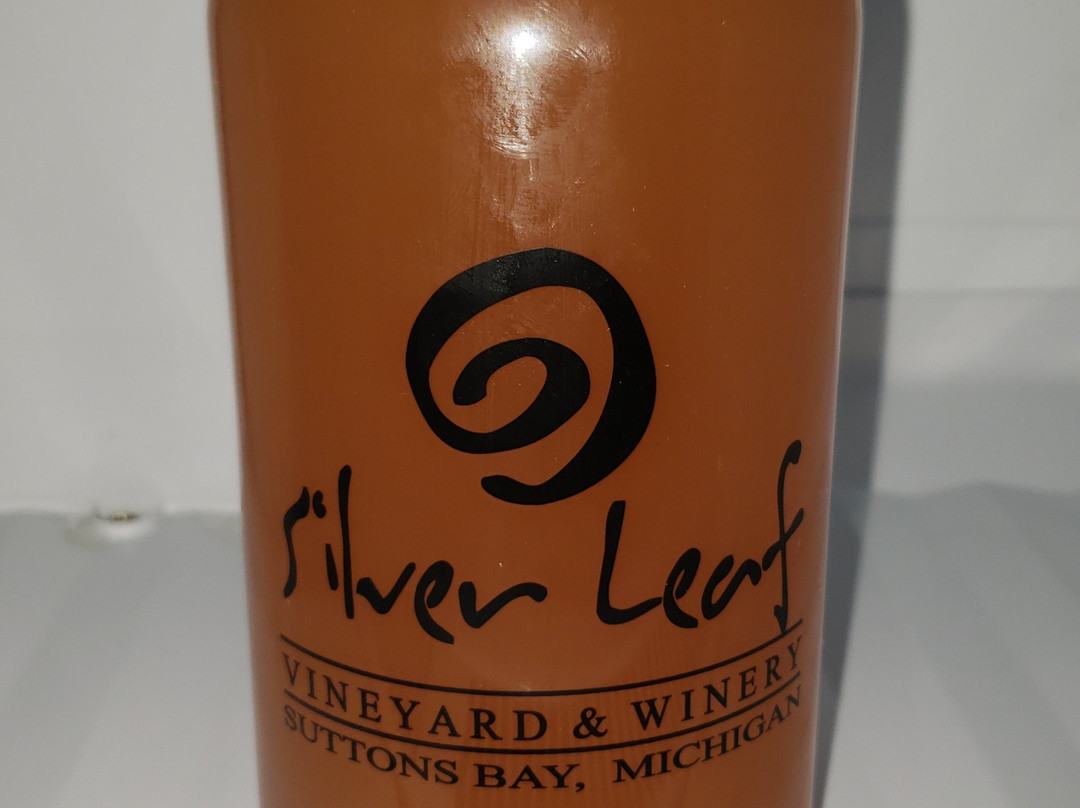 Silver Leaf
VINEYARD & WINERY
SUTTONS BAY, MICHIGAN